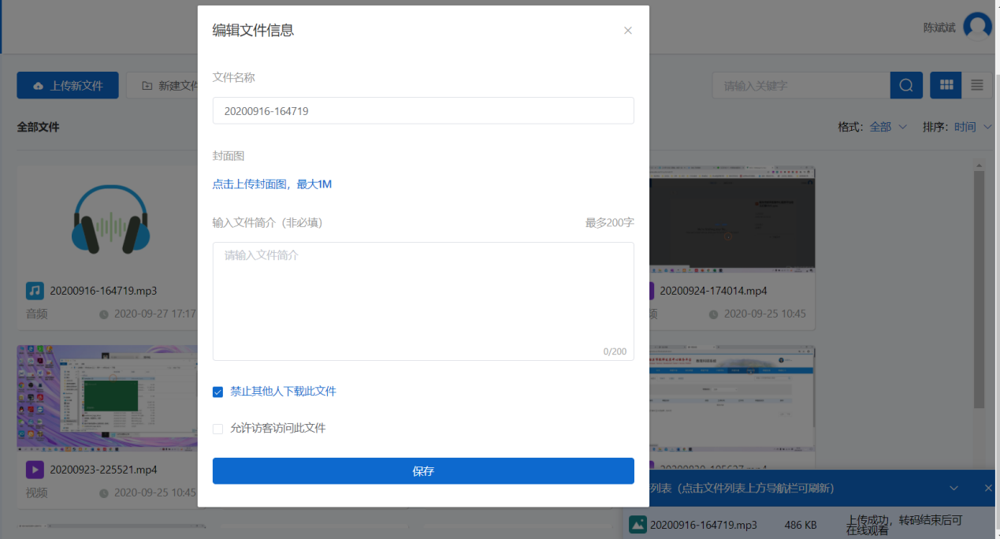 编辑文件信息
陈斌斌
文件名称
上传新文件
新建文件
请输入关键字
20200916-164719
全部文件
格式：全部
排序：时间
封面图
点击上传封面图，最大1M
输入文件简介（非必填）
最多200字
请输入文件简介
20200916-164719.mp3
20200924-174014.mp4
音频
2020-09-27 17:17
频
2020-09-25 10:45
0/200
禁止其他人下载此文件
允许访客访问此文件
20200923-225521.mp4
保存
视频
2020-09-25 10:45
列表（点击文件列表上方导航栏可刷新）
20200916-164719.mp3
486 KB
上传成功，转码结束后可
在线观看